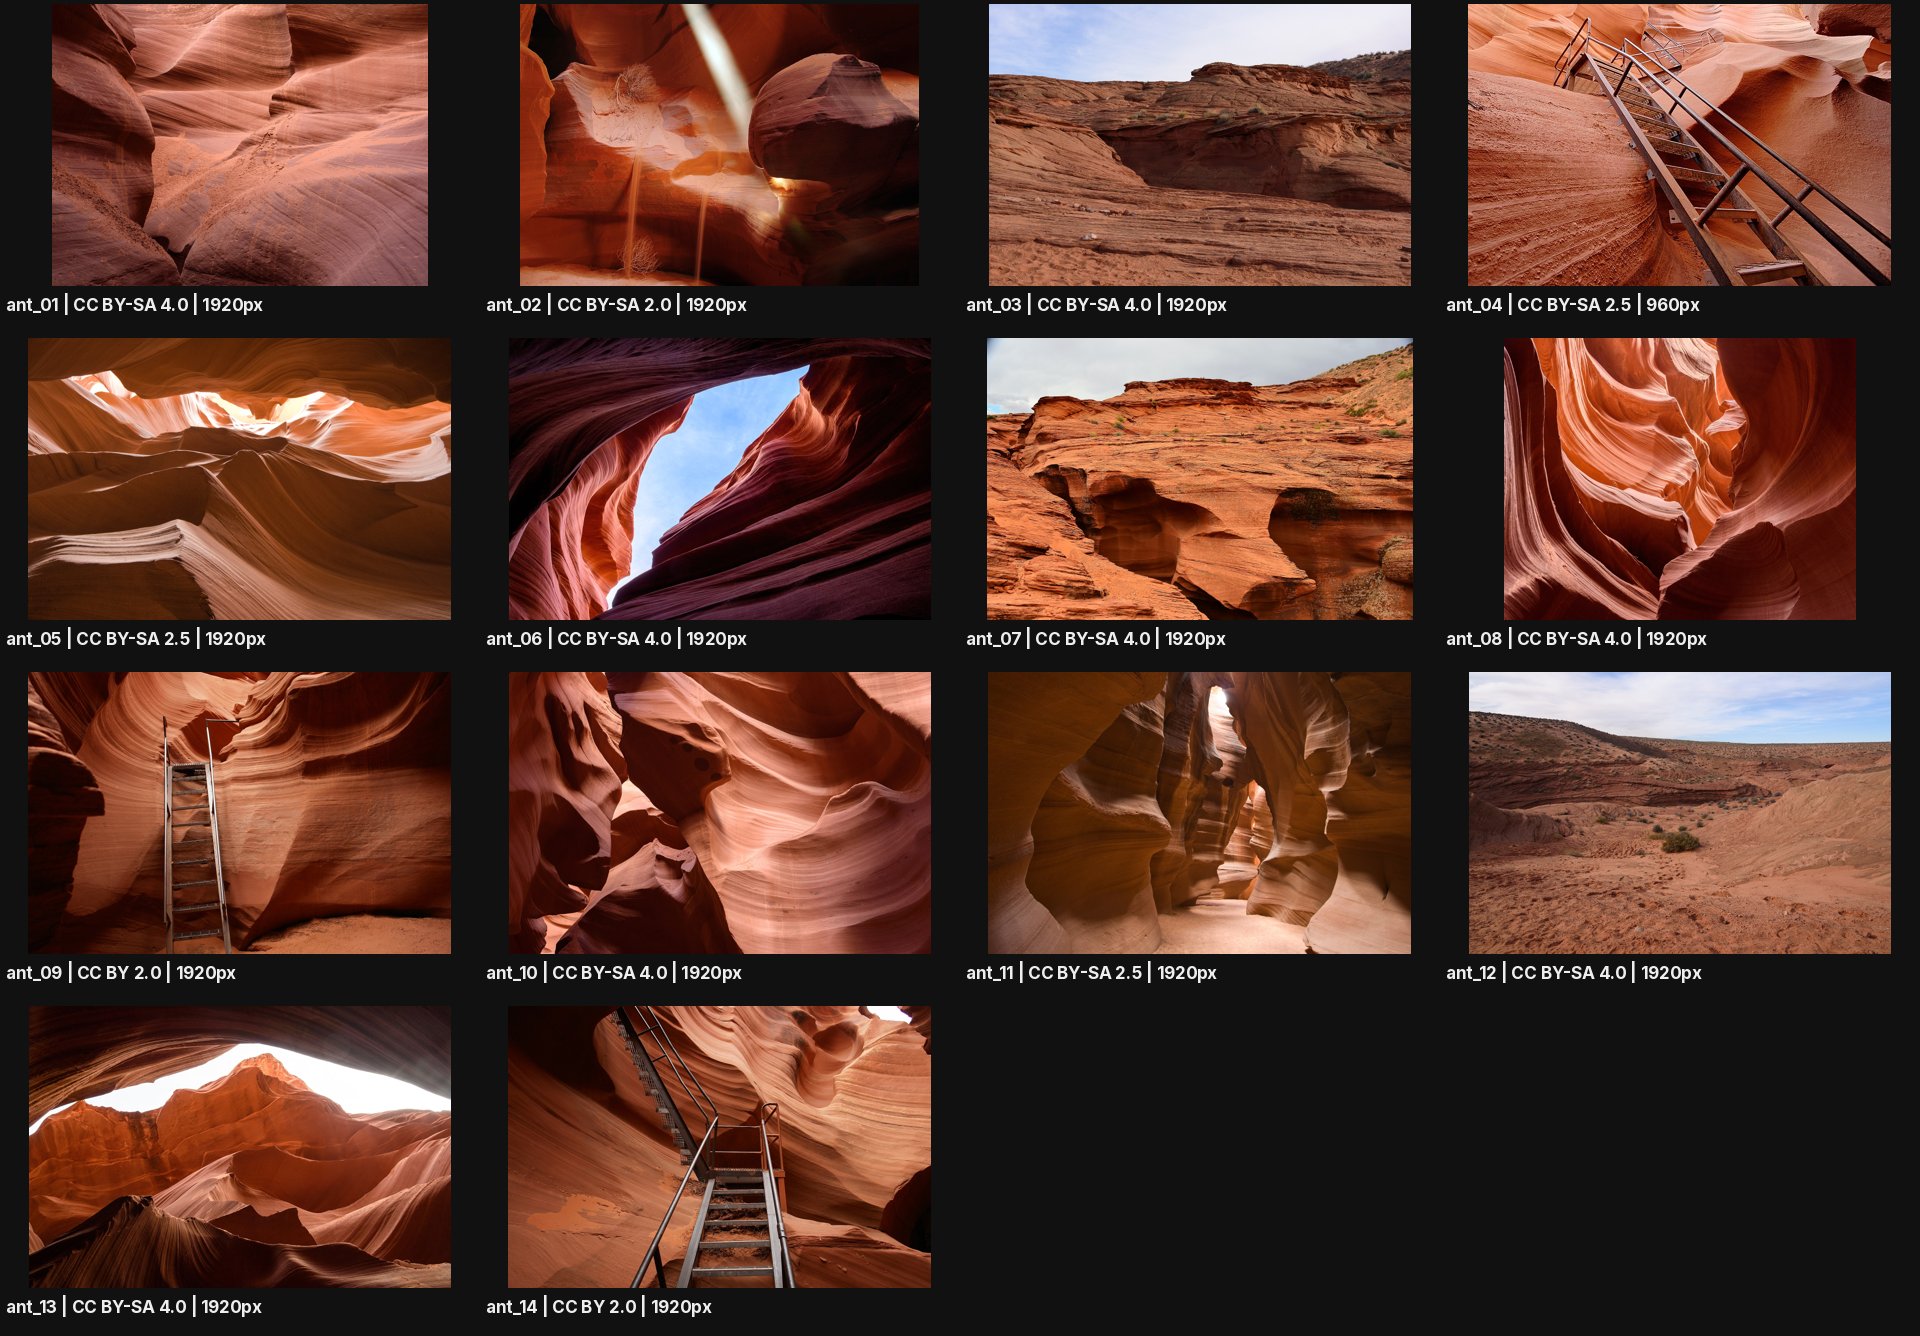 ant_01 | CC BY-SA 4.0 | 1920px
ant_02 | CC BY-SA 2.0 | 1920px
ant_03 | CC BY-SA 4.0 | 1920px
ant_04 | CC BY-SA 2.5 | 960px
ant_05 | CC BY-SA 2.5 | 1920px
ant_06 | CC BY-SA 4.0 | 1920px
ant_07 | CC BY-SA 4.0 | 1920px
ant_08 | CC BY-SA 4.0 | 1920px
ant_09 | CC BY 2.0 | 1920px
ant_10 | CC BY-SA 4.0 | 1920px
ant_11 | CC BY-SA 2.5 | 1920px
ant_12 | CC BY-SA 4.0 | 1920px
ant_13 | CC BY-SA 4.0 | 1920px
ant_14 | CC BY 2.0 | 1920px